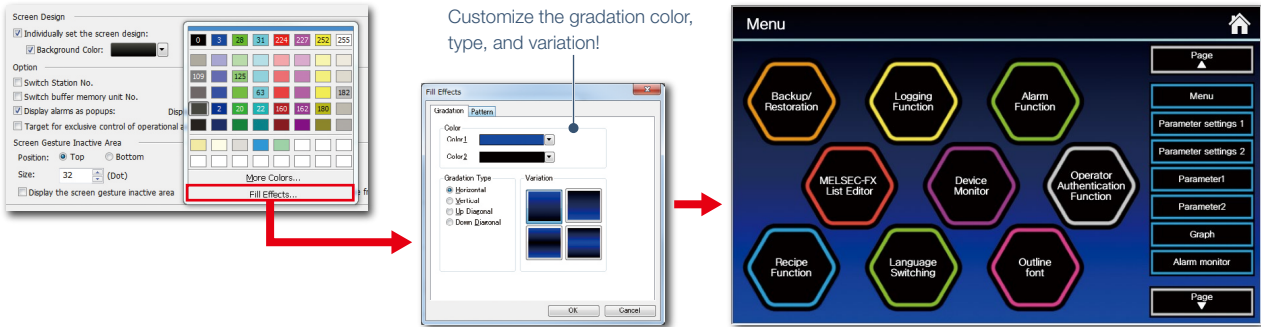 Screen Design
Individually set the screen design:
Background Color:
Option
Switch Station No.
Switch buffer memory unit No.
Display alarms as popups:
Target for exclusive control of operational
Screen Gesture Inactive Area
Position: Top Bottom
Size: 32 (Dot)
Display the screen gesture inactive area
0 3 28 31 224 227 252 255
109 125
63 182
2 20 22 160 162 180
More Colors...
Fill Effects...
Customize the gradation color,
type, and variation!
Fill Effects
Gradation Pattern
Color
Color1
Color2
Gradation Type
Horizontal
Vertical
Up Diagonal
Down Diagonal
Variation
OK Cancel
Menu
Backup/
Restoration
Logging
Function
Alarm
Function
MELSEC-FX
List Editor
Device
Monitor
Operator
Authentication
Function
Recipe
Function
Language
Switching
Outline
font
Page
Menu
Parameter settings 1
Parameter settings 2
Parameter1
Parameter2
Graph
Alarm monitor
Page